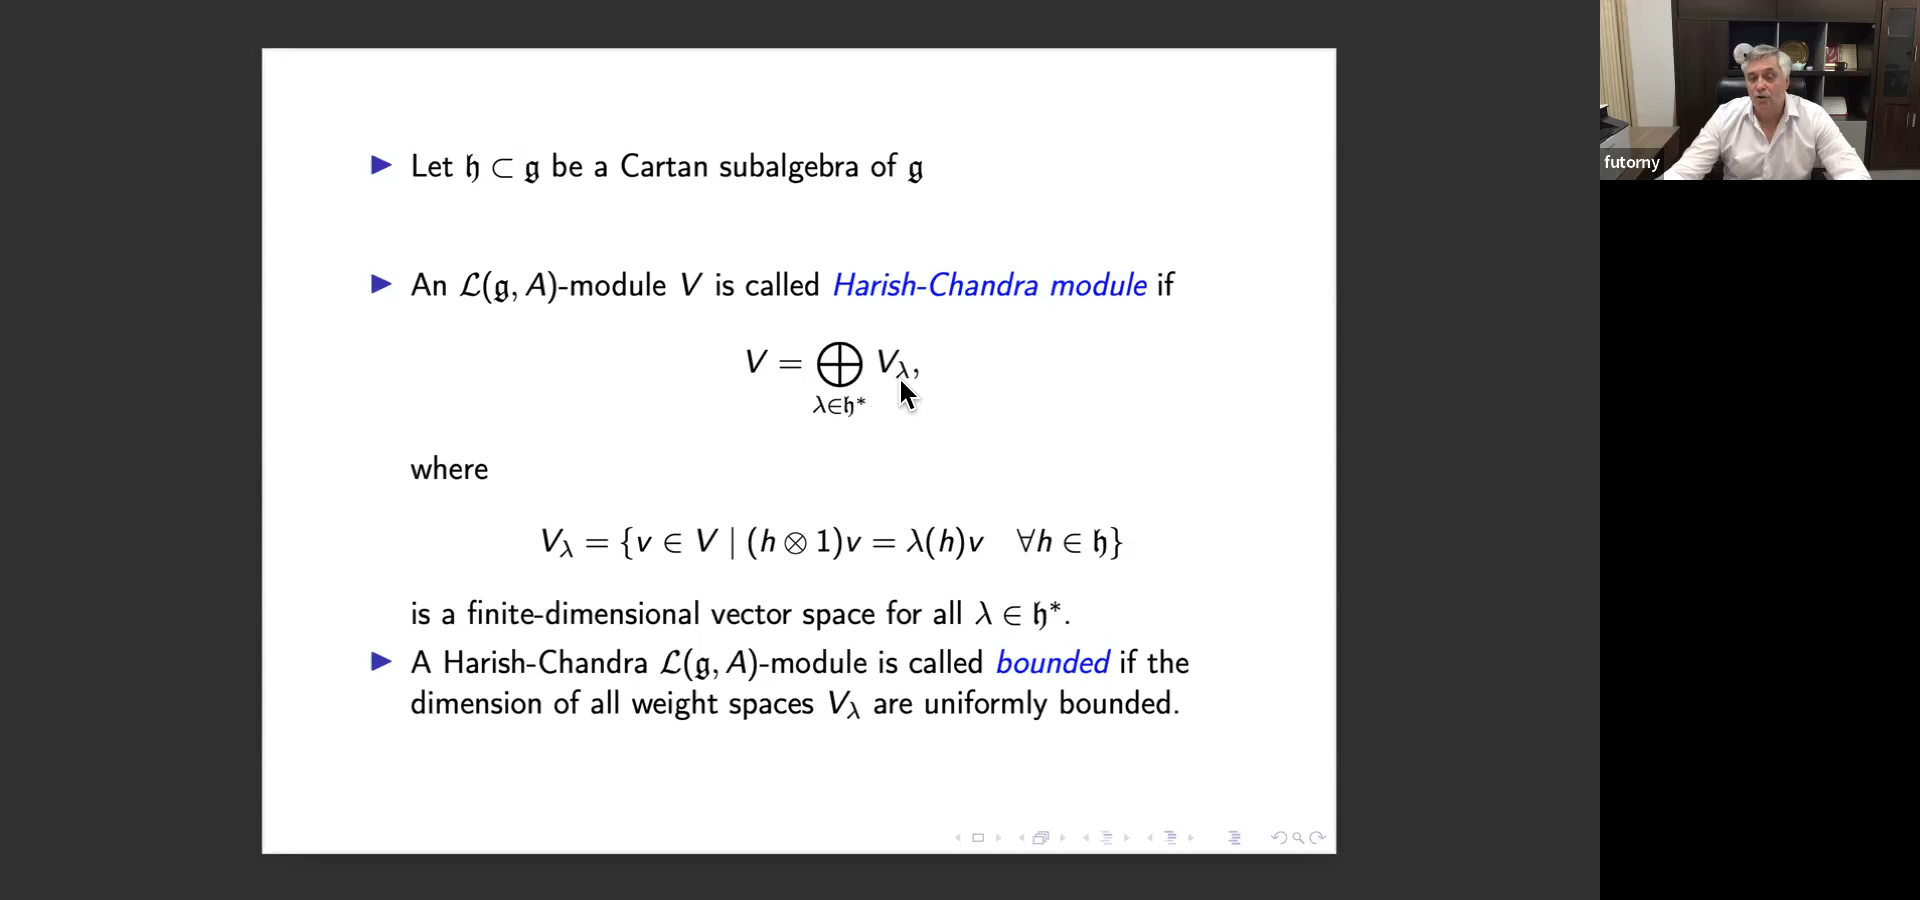 Let 𝔥 ⊂ 𝔤 be a Cartan subalgebra of 𝔤
An ℒ(𝔤, A)-module V is called Harish-Chandra module if
V = ⨁ V_λ,
λ∈𝔥*
where
V_λ = {v ∈ V | (h ⊗ 1)v = λ(h)v ∀h ∈ 𝔥}
is a finite-dimensional vector space for all λ ∈ 𝔥*.
A Harish-Chandra ℒ(𝔤, A)-module is called bounded if the
dimension of all weight spaces V_λ are uniformly bounded.
futorny